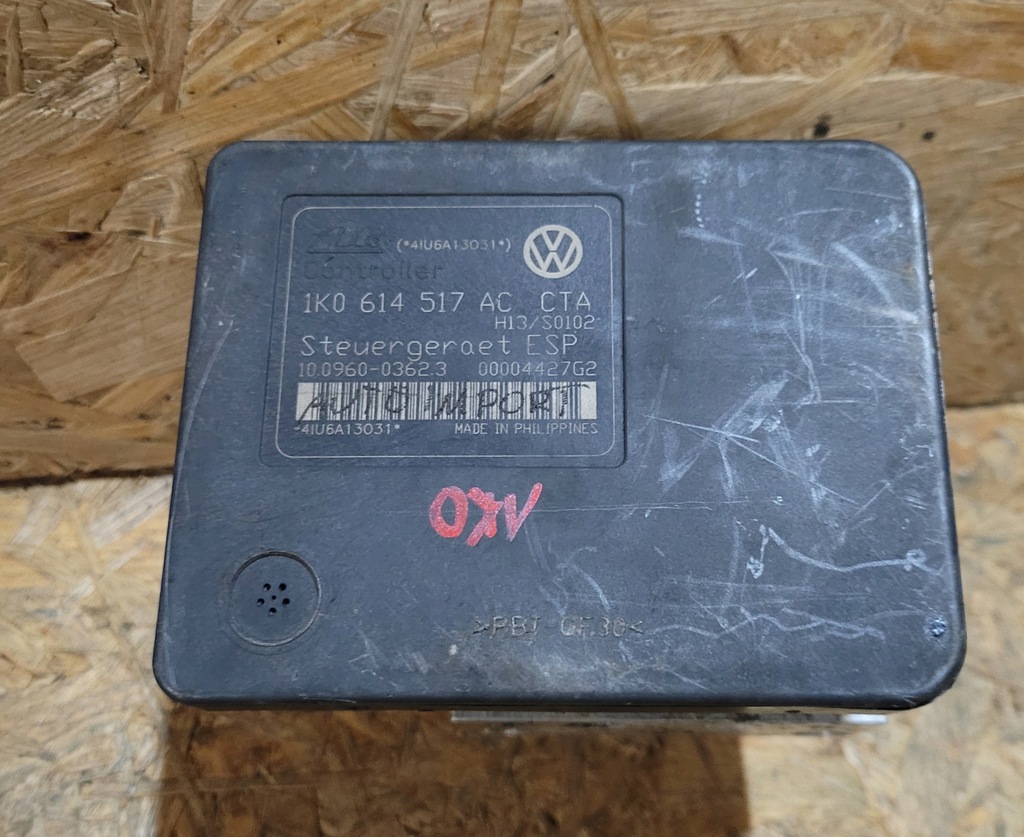 Ate (*4IU6A13031*)
Controller
1K0 614 517 AC CTA
H13/S0102
Steuergeraet ESP
10.0960-0362.3 00004427G2
AUTO IMPORT
*4IU6A13031* MADE IN PHILIPPINES
>PBT GF30<